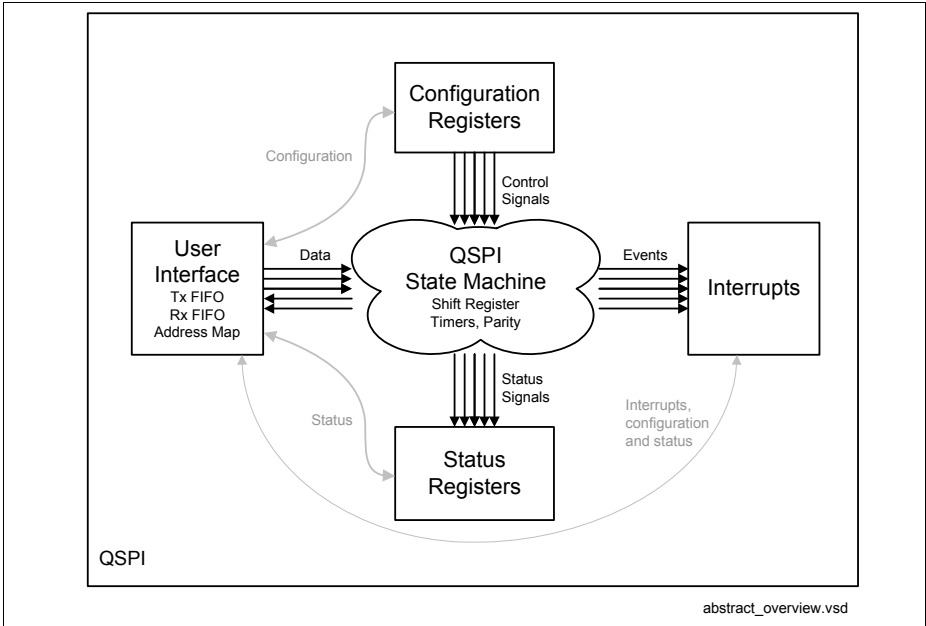 Configuration
Registers
Configuration
Control
Signals
User
Interface
Tx FIFO
Rx FIFO
Address Map
Data
QSPI
State Machine
Shift Register
Timers, Parity
Events
Interrupts
Status
Signals
Status
Interrupts,
configuration
and status
Status
Registers
QSPI
abstract_overview.vsd